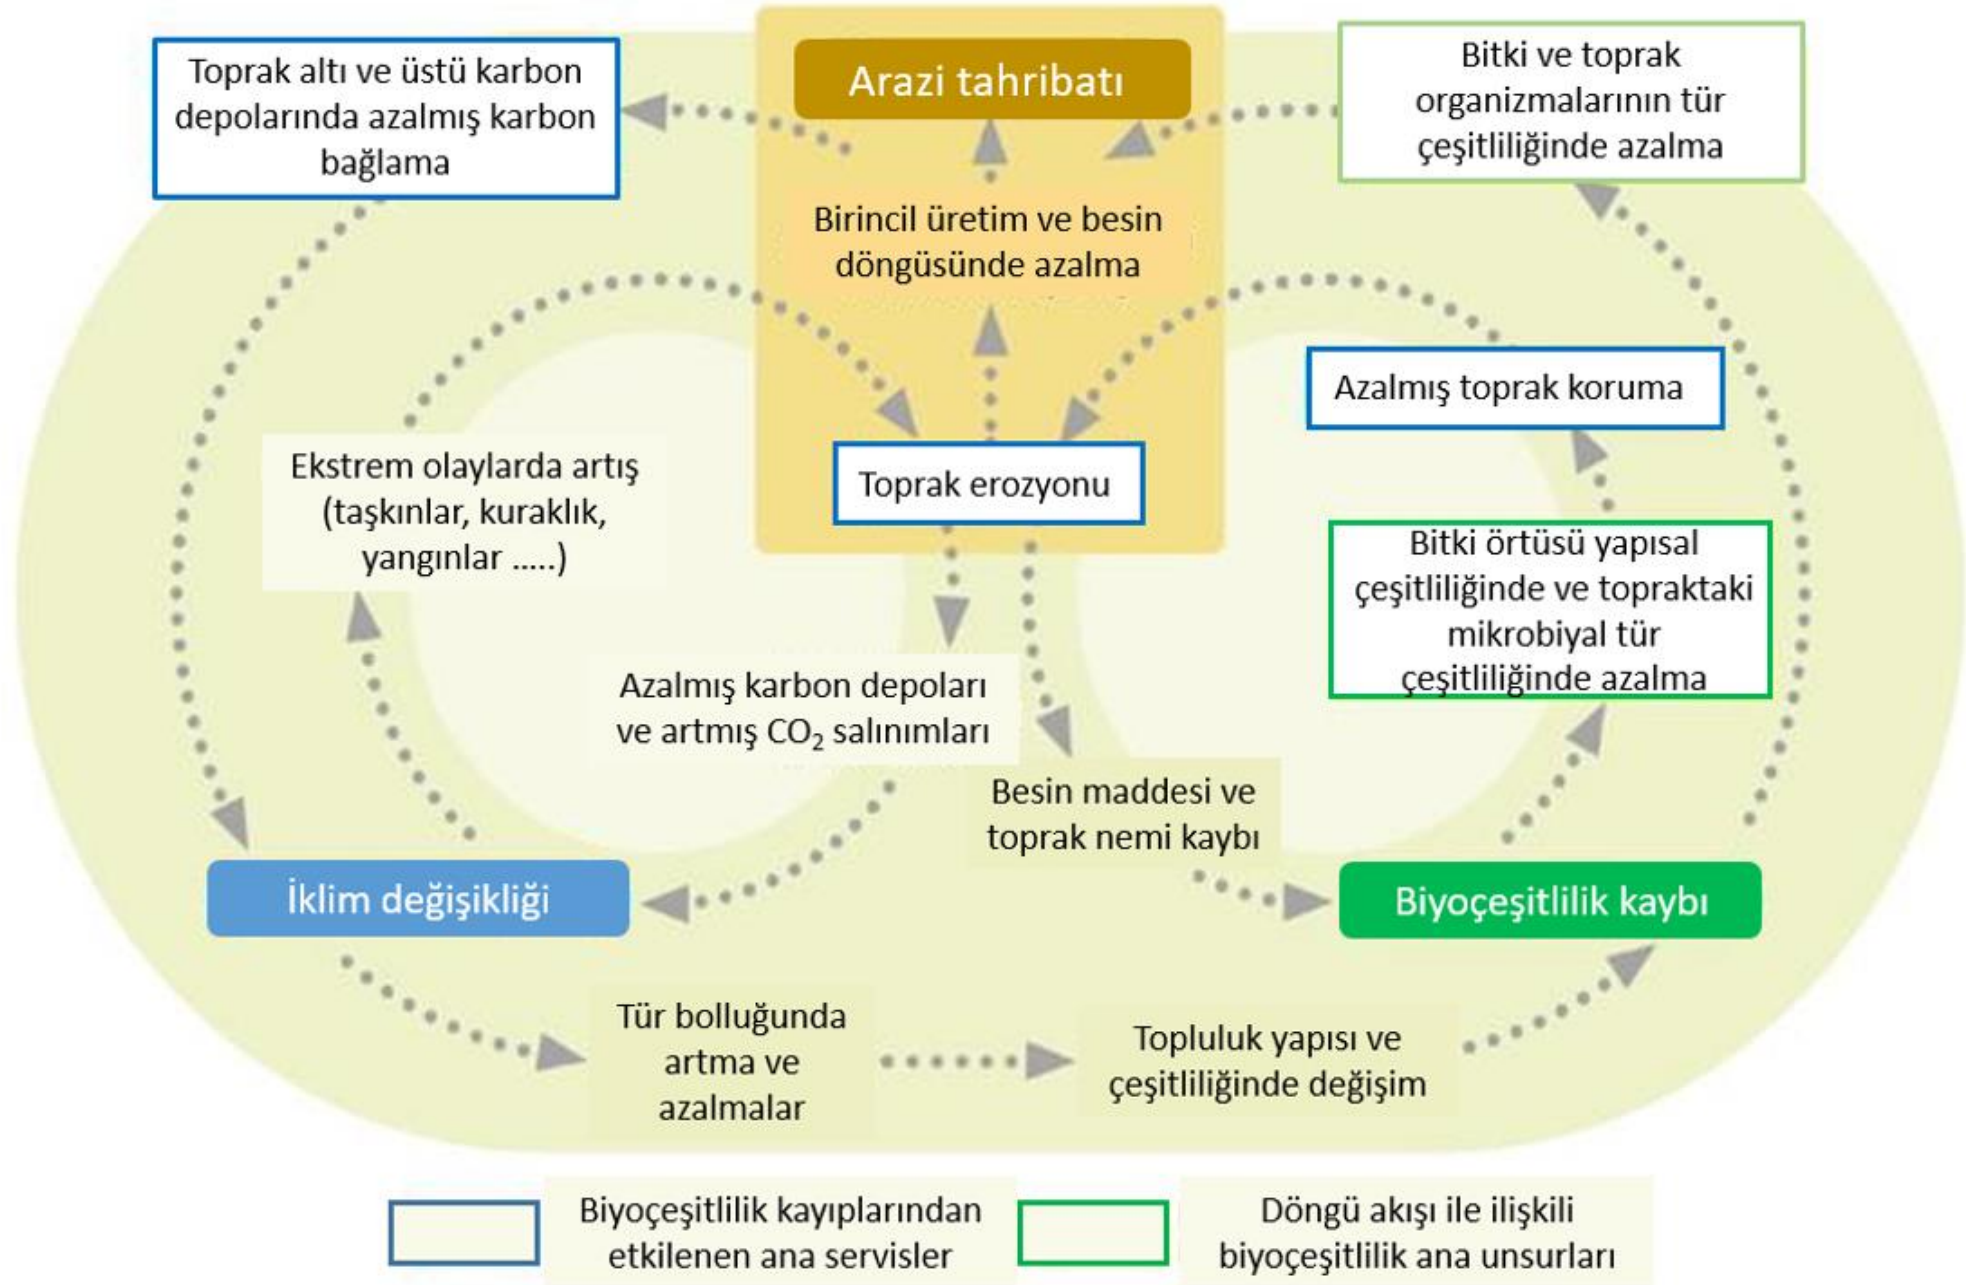 Toprak altı ve üstü karbon
depolarında azalmış karbon
bağlama
Arazi tahribatı
Bitki ve toprak
organizmalarının tür
çeşitliliğinde azalma
Birincil üretim ve besin
döngüsünde azalma
Azalmış toprak koruma
Ekstrem olaylarda artış
(taşkınlar, kuraklık,
yangınlar .....)
Toprak erozyonu
Bitki örtüsü yapısal
çeşitliliğinde ve topraktaki
mikrobiyal tür
çeşitliliğinde azalma
Azalmış karbon depoları
ve artmış CO₂ salınımları
Besin maddesi ve
toprak nemi kaybı
İklim değişikliği
Biyoçeşitlilik kaybı
Tür bolluğunda
artma ve
azalmalar
Topluluk yapısı ve
çeşitliliğinde değişim
Biyoçeşitlilik kayıplarından
etkilenen ana servisler
Döngü akışı ile ilişkili
biyoçeşitlilik ana unsurları